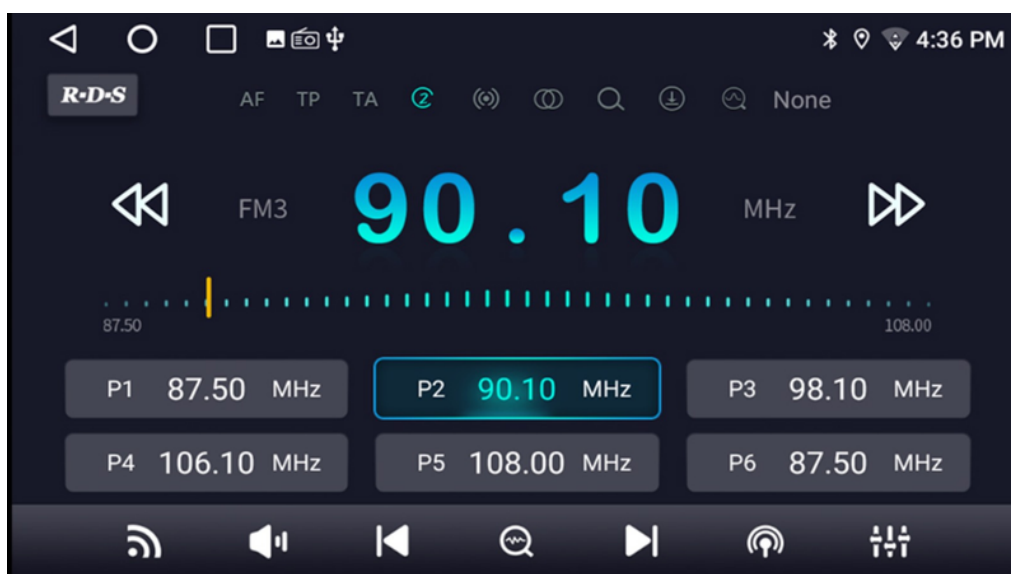 4:36 PM
R·D·S AF TP TA None
FM3 90.10 MHz
87.50 108.00
P1 87.50 MHz P2 90.10 MHz P3 98.10 MHz
P4 106.10 MHz P5 108.00 MHz P6 87.50 MHz